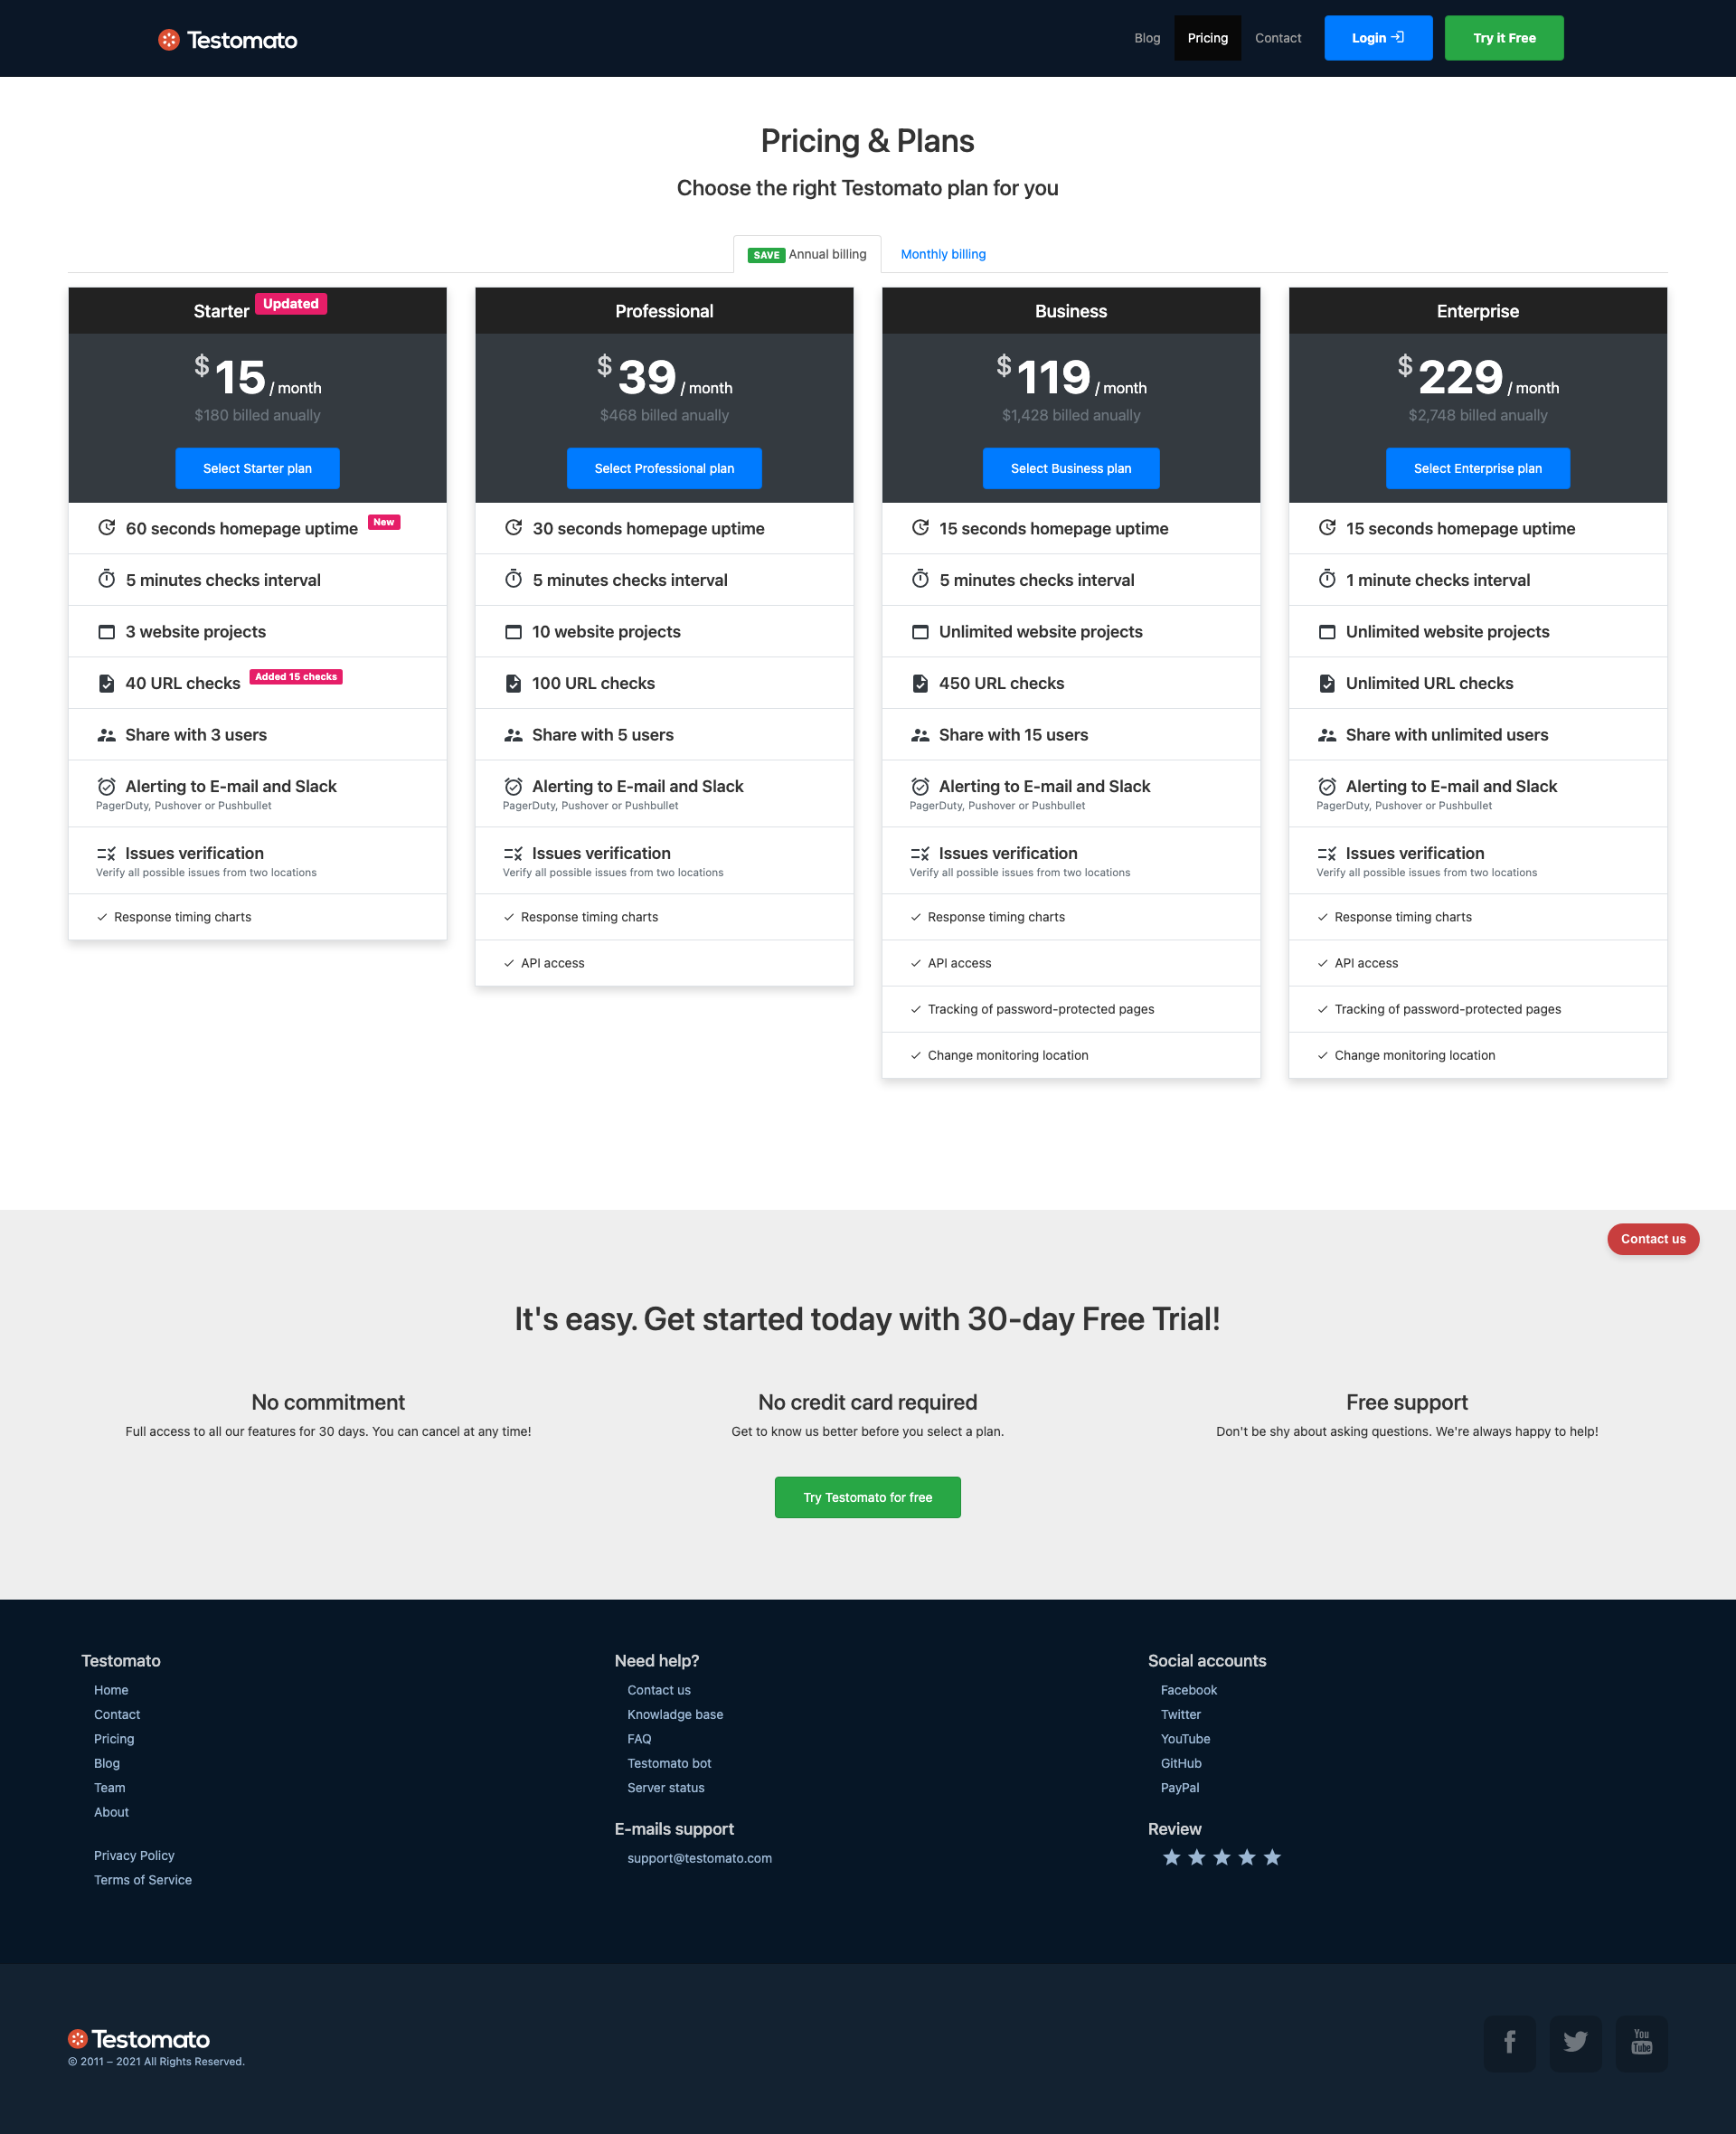 Testomato
Blog
Pricing
Contact
Login
Try it Free
Pricing & Plans
Choose the right Testomato plan for you
SAVE Annual billing
Monthly billing
Starter Updated
$ 15 / month
$180 billed anually
Select Starter plan
60 seconds homepage uptime New
5 minutes checks interval
3 website projects
40 URL checks Added 15 checks
Share with 3 users
Alerting to E-mail and Slack
PagerDuty, Pushover or Pushbullet
Issues verification
Verify all possible issues from two locations
Response timing charts
Professional
$ 39 / month
$468 billed anually
Select Professional plan
30 seconds homepage uptime
5 minutes checks interval
10 website projects
100 URL checks
Share with 5 users
Alerting to E-mail and Slack
PagerDuty, Pushover or Pushbullet
Issues verification
Verify all possible issues from two locations
Response timing charts
API access
Business
$ 119 / month
$1,428 billed anually
Select Business plan
15 seconds homepage uptime
5 minutes checks interval
Unlimited website projects
450 URL checks
Share with 15 users
Alerting to E-mail and Slack
PagerDuty, Pushover or Pushbullet
Issues verification
Verify all possible issues from two locations
Response timing charts
API access
Tracking of password-protected pages
Change monitoring location
Enterprise
$ 229 / month
$2,748 billed anually
Select Enterprise plan
15 seconds homepage uptime
1 minute checks interval
Unlimited website projects
Unlimited URL checks
Share with unlimited users
Alerting to E-mail and Slack
PagerDuty, Pushover or Pushbullet
Issues verification
Verify all possible issues from two locations
Response timing charts
API access
Tracking of password-protected pages
Change monitoring location
Contact us
It's easy. Get started today with 30-day Free Trial!
No commitment
Full access to all our features for 30 days. You can cancel at any time!
No credit card required
Get to know us better before you select a plan.
Free support
Don't be shy about asking questions. We're always happy to help!
Try Testomato for free
Testomato
Home
Contact
Pricing
Blog
Team
About
Privacy Policy
Terms of Service
Need help?
Contact us
Knowladge base
FAQ
Testomato bot
Server status
E-mails support
support@testomato.com
Social accounts
Facebook
Twitter
YouTube
GitHub
PayPal
Review
Testomato
© 2011 – 2021 All Rights Reserved.
You
Tube